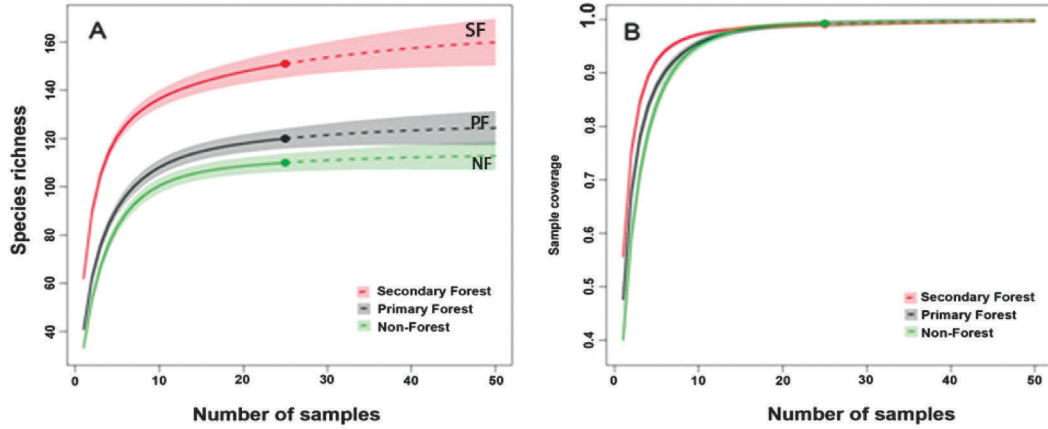 A
SF
PF
NF
Species richness
160
140
120
100
80
60
40
Secondary Forest
Primary Forest
Non-Forest
0 10 20 30 40 50
Number of samples
B
Sample coverage
1.0
0.9
0.8
0.7
0.6
0.5
0.4
Secondary Forest
Primary Forest
Non-Forest
0 10 20 30 40 50
Number of samples